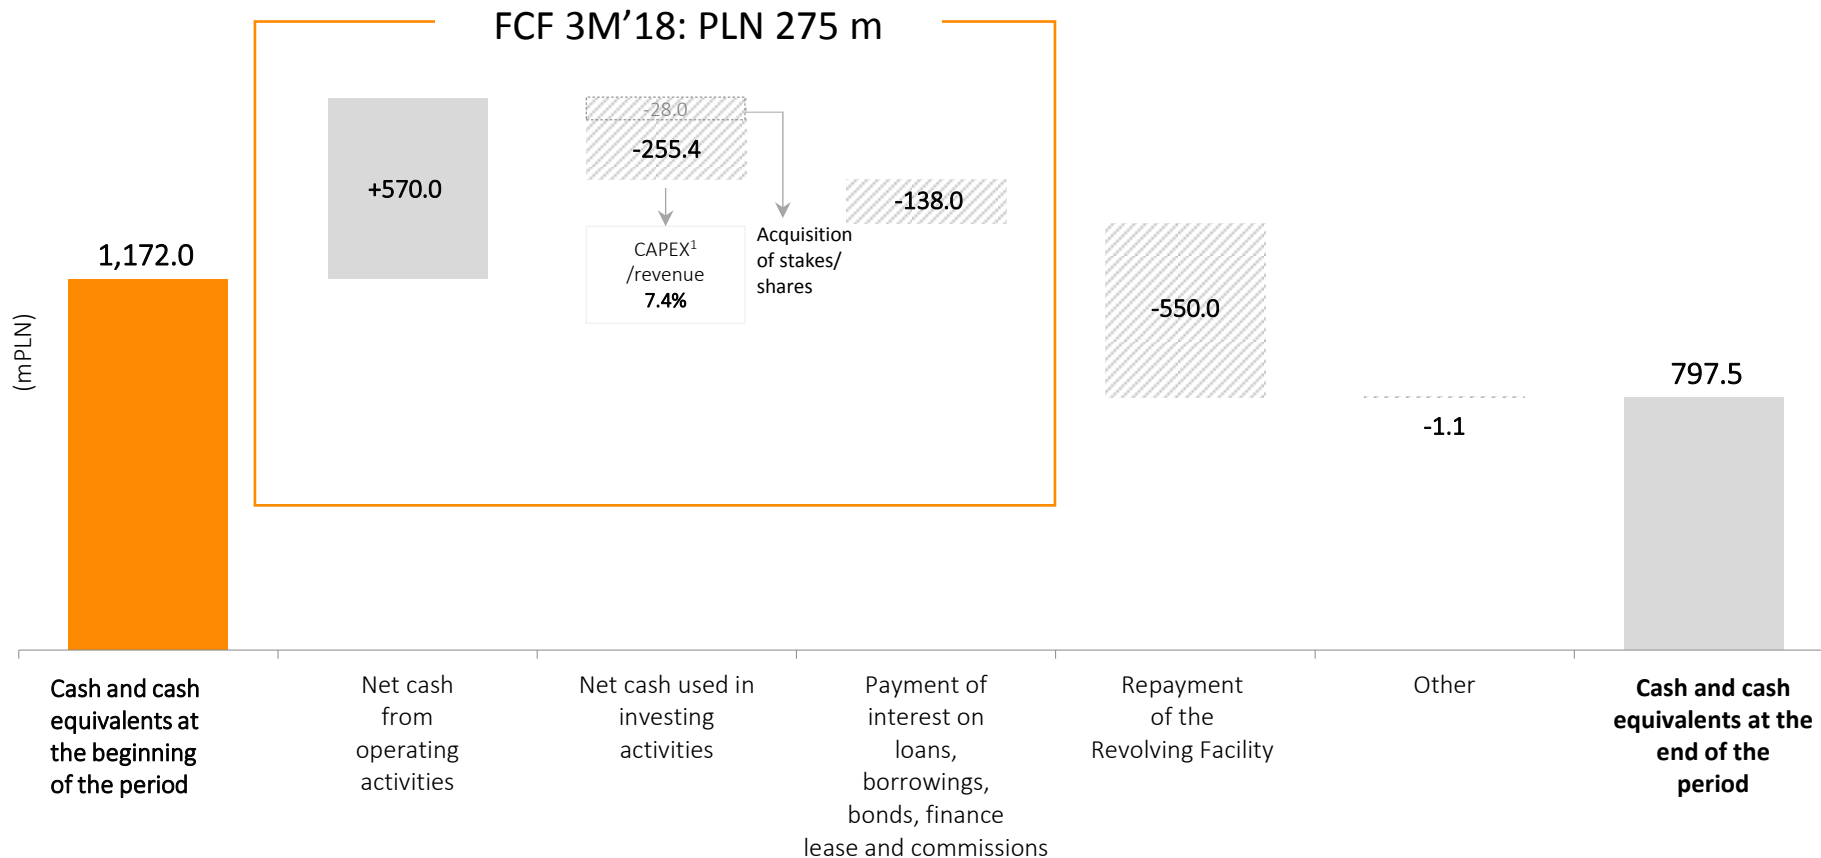 FCF 3M’18: PLN 275 m
(mPLN)
1,172.0
+570.0
-28.0
-255.4
CAPEX¹
/revenue
7.4%
Acquisition
of stakes/
shares
-138.0
-550.0
-1.1
797.5
Cash and cash
equivalents at
the beginning
of the period
Net cash
from
operating
activities
Net cash used in
investing
activities
Payment of
interest on
loans,
borrowings,
bonds, finance
lease and commissions
Repayment
of the
Revolving Facility
Other
Cash and cash
equivalents at the
end of the
period